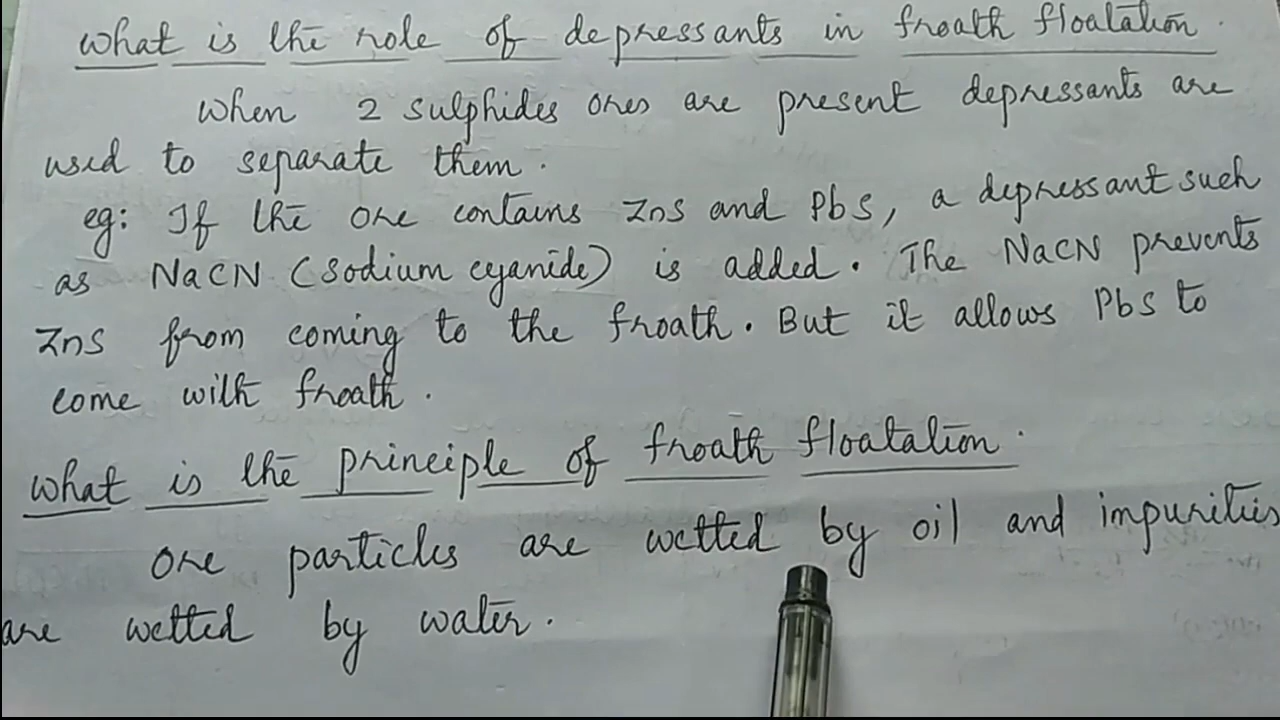 What is the role of depressants in froath floatation.
When 2 sulphides ores are present depressants are
used to separate them.
eg: If the ore contains ZnS and PbS, a depressant such
as NaCN (sodium cyanide) is added. The NaCN prevents
ZnS from coming to the froath. But it allows PbS to
come with froath.
What is the principle of froath floatation.
Ore particles are wetted by oil and impurities
are wetted by water.